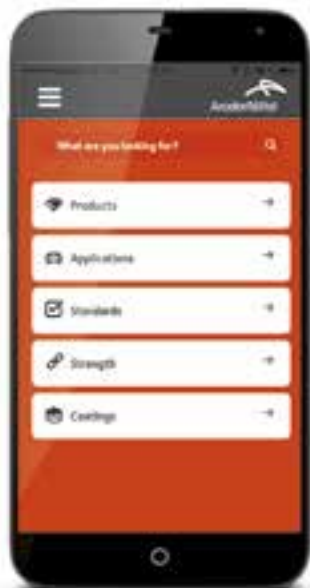 ArcelorMittal
What are you looking for?
Products
Applications
Standards
Strength
Coatings